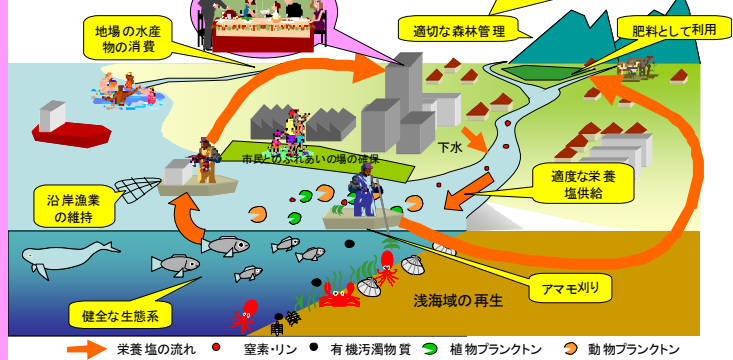 地場の水産
物の消費
適切な森林管理
肥料として利用
市民とのふれあいの場の確保
下水
適度な栄養
塩供給
沿岸漁業
の維持
アマモ刈り
浅海域の再生
健全な生態系
栄養塩の流れ
窒素・リン
有機汚濁物質
植物プランクトン
動物プランクトン